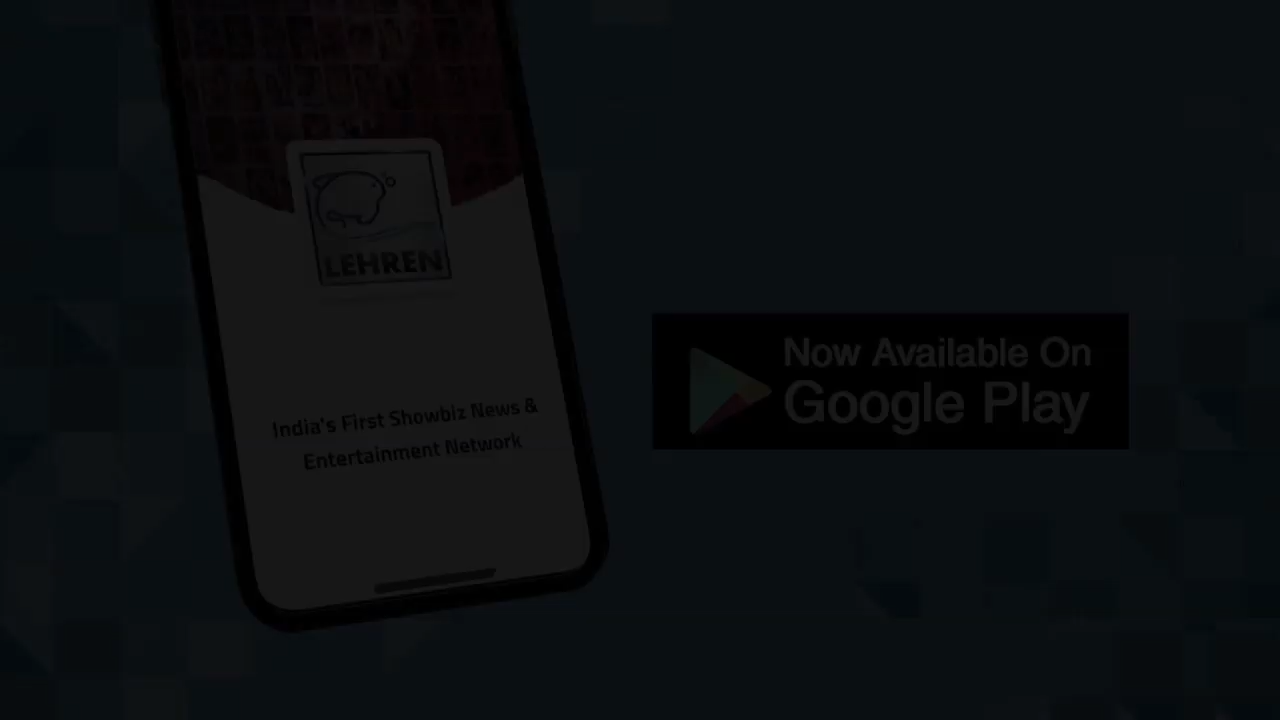 LEHREN
India's First Showbiz News &
Entertainment Network
Now Available On
Google Play